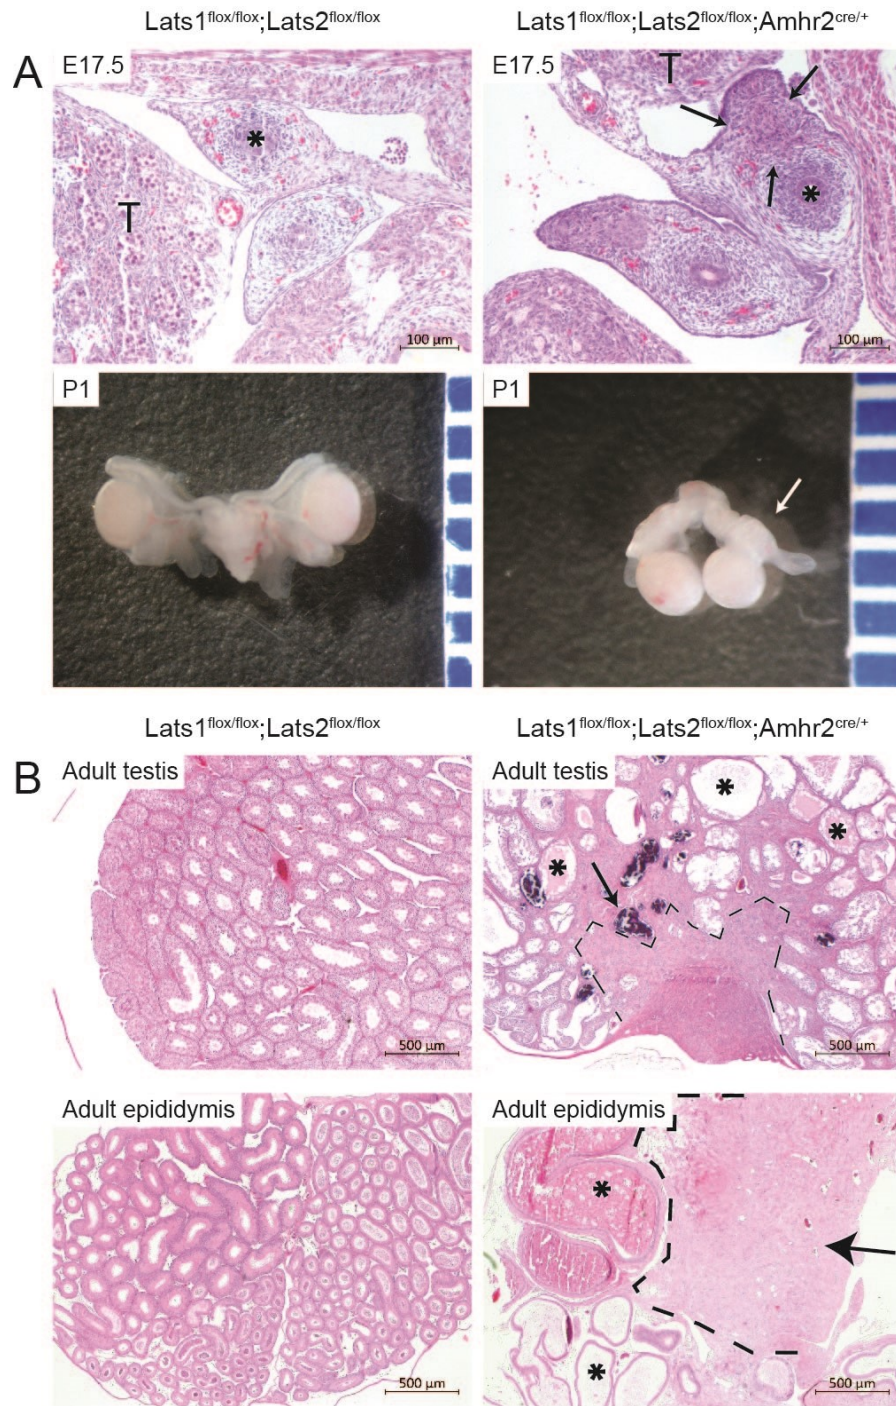 Lats1flox/flox;Lats2flox/flox
Lats1flox/flox;Lats2flox/flox;Amhr2cre/+
A
E17.5
T
*
100 µm
E17.5
T
*
100 µm
P1
P1
Lats1flox/flox;Lats2flox/flox
Lats1flox/flox;Lats2flox/flox;Amhr2cre/+
B
Adult testis
500 µm
Adult testis
*
*
*
500 µm
Adult epididymis
500 µm
Adult epididymis
*
*
500 µm